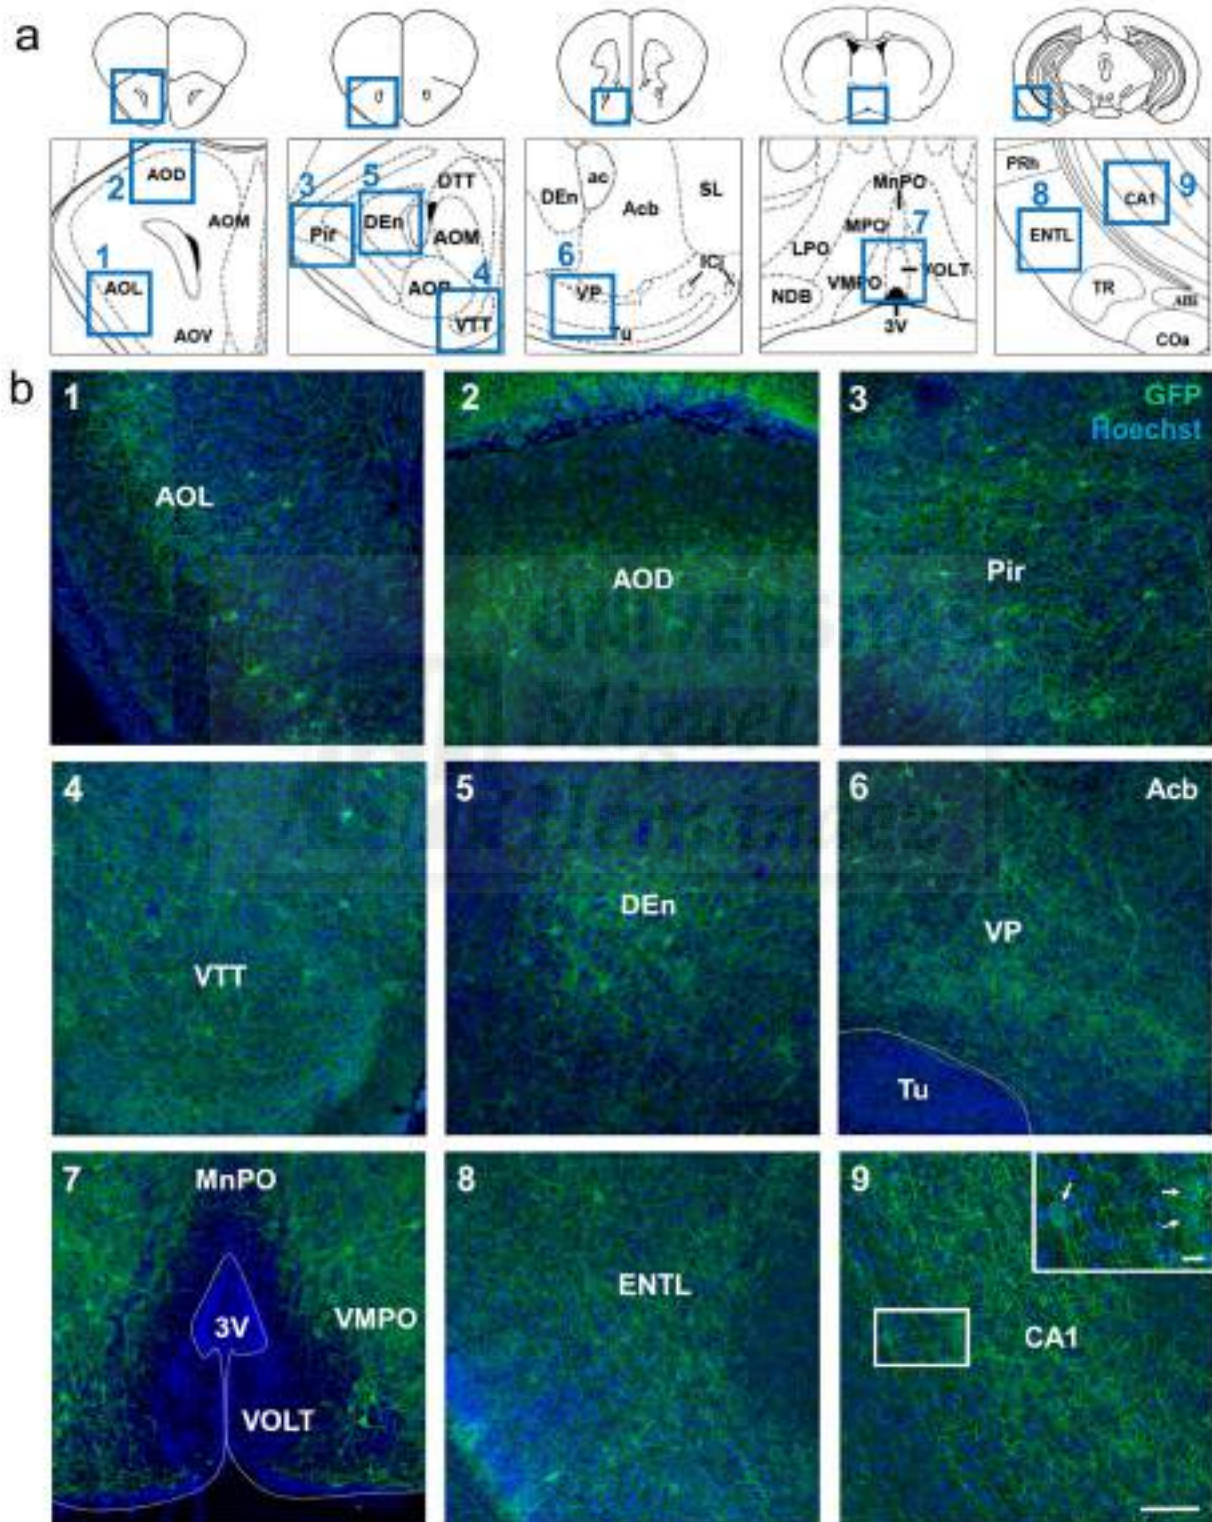 a
AOD
2
AOM
1
AOL
AOV
3
5
DTT
DEn
Pir
AOM
4
VTT
ac
DEn
SL
Acb
6
ICj
VP
Tu
MnPO
MPO
7
LPO
VMPO
VOLT
NDB
3V
PRh
8
CA1
9
ENTL
TR
COa
b
1
AOL
2
AOD
3
GFP
Hoechst
Pir
4
VTT
5
DEn
6
Acb
VP
Tu
7
MnPO
3V
VMPO
VOLT
8
ENTL
9
CA1
UNIVERSITAS
Miguel
Hernández